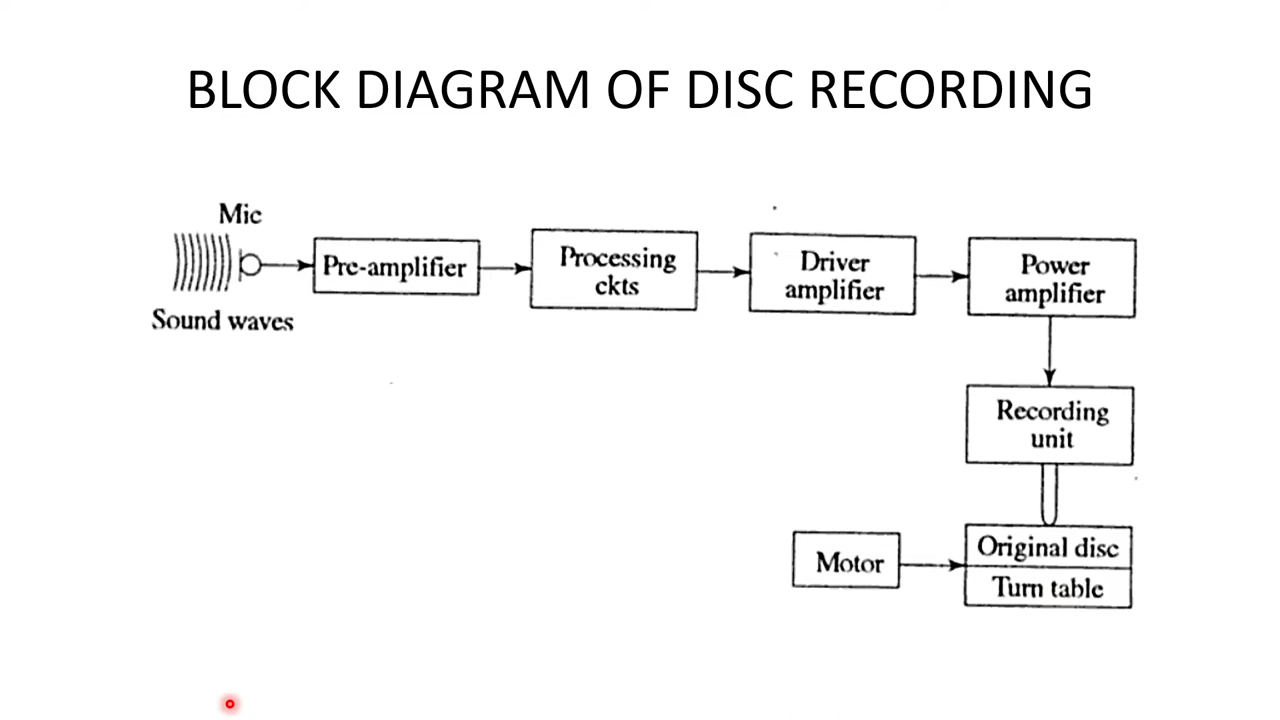 BLOCK DIAGRAM OF DISC RECORDING
Mic
Sound waves
Pre-amplifier
Processing
ckts
Driver
amplifier
Power
amplifier
Recording
unit
Motor
Original disc
Turn table